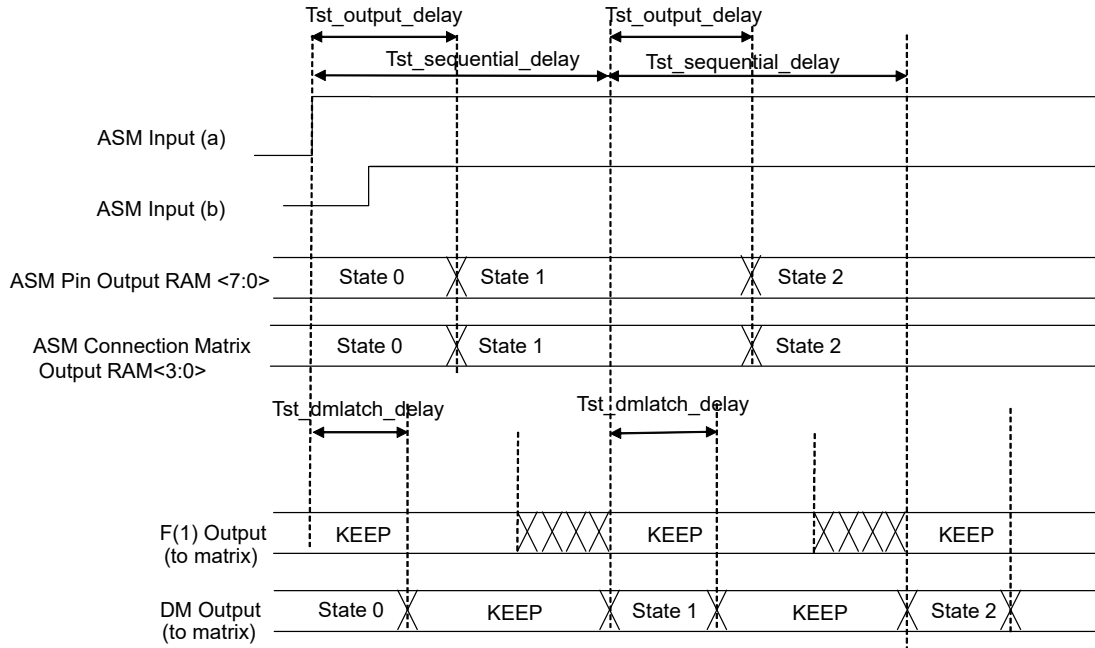 Tst_output_delay
Tst_output_delay
Tst_sequential_delay
Tst_sequential_delay
ASM Input (a)
ASM Input (b)
ASM Pin Output RAM <7:0>
State 0
State 1
State 2
ASM Connection Matrix
Output RAM<3:0>
State 0
State 1
State 2
Tst_dmlatch_delay
Tst_dmlatch_delay
F(1) Output
(to matrix)
KEEP
KEEP
KEEP
DM Output
(to matrix)
State 0
KEEP
State 1
KEEP
State 2